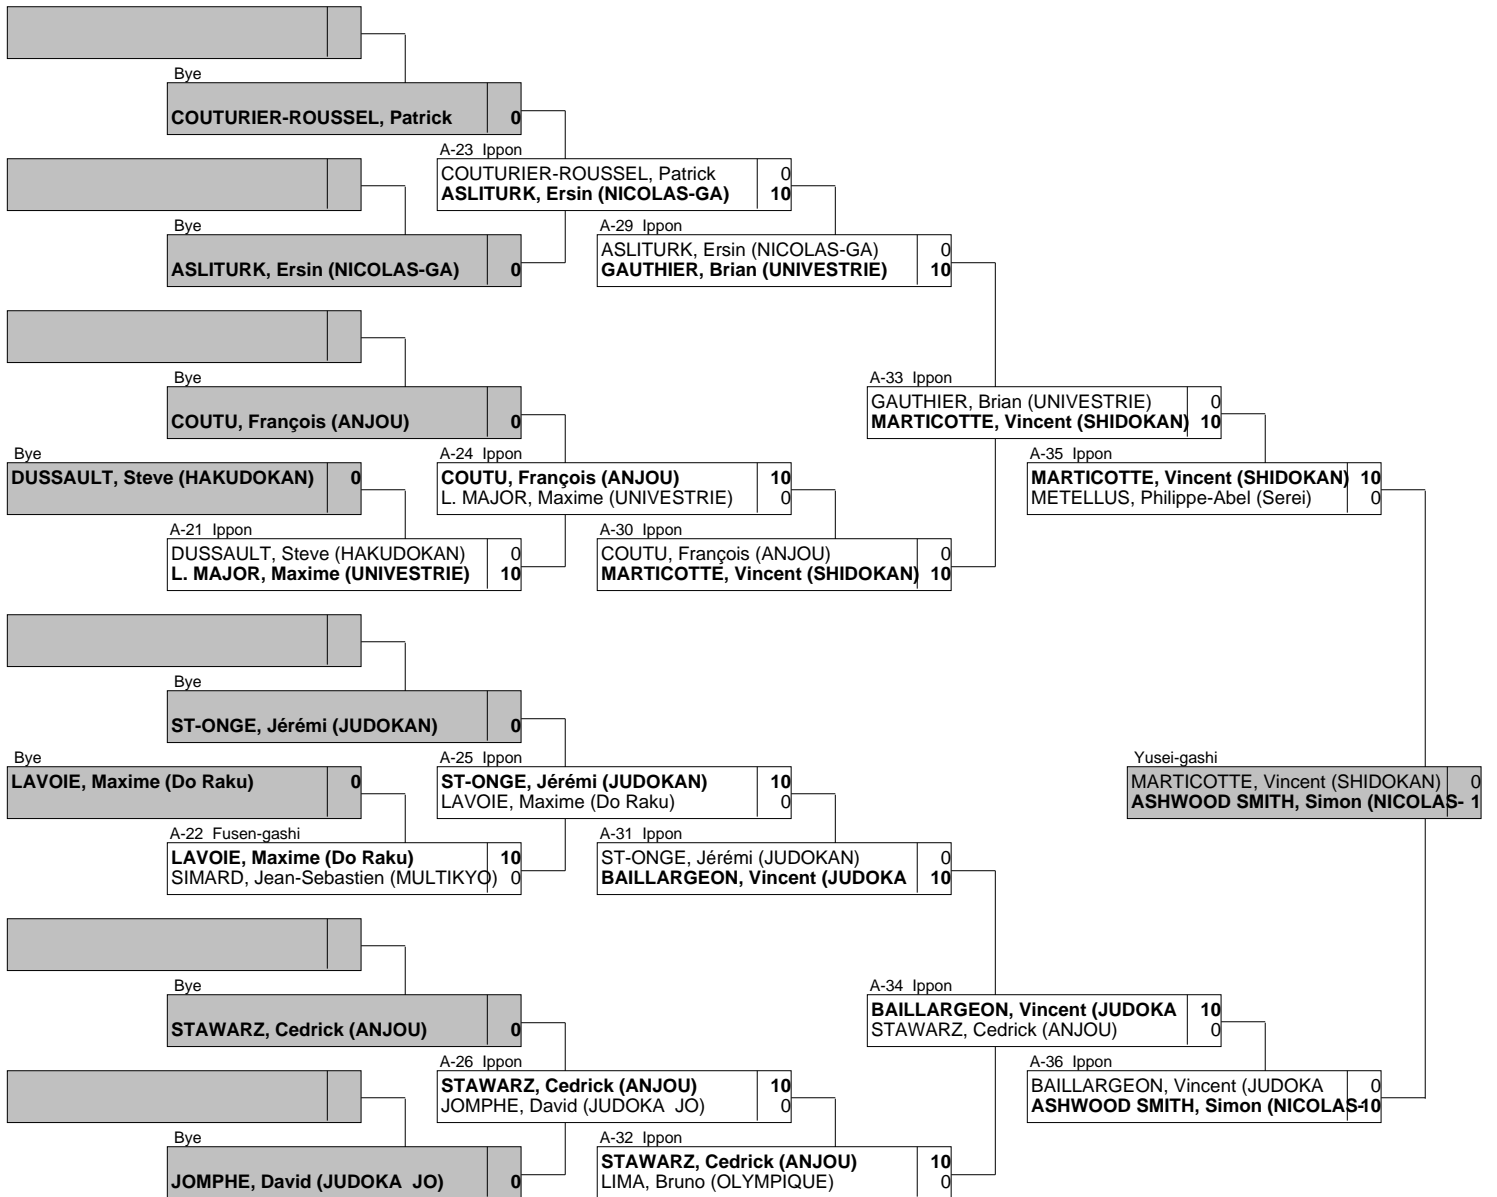 Bye
COUTURIER-ROUSSEL, Patrick 0
A-23 Ippon
COUTURIER-ROUSSEL, Patrick 0
ASLITURK, Ersin (NICOLAS-GA) 10
Bye
ASLITURK, Ersin (NICOLAS-GA) 0
A-29 Ippon
ASLITURK, Ersin (NICOLAS-GA) 0
GAUTHIER, Brian (UNIVESTRIE) 10
Bye
COUTU, François (ANJOU) 0
A-33 Ippon
GAUTHIER, Brian (UNIVESTRIE) 0
MARTICOTTE, Vincent (SHIDOKAN) 10
Bye
DUSSAULT, Steve (HAKUDOKAN) 0
A-24 Ippon
COUTU, François (ANJOU) 10
L. MAJOR, Maxime (UNIVESTRIE) 0
A-35 Ippon
MARTICOTTE, Vincent (SHIDOKAN) 10
METELLUS, Philippe-Abel (Serei) 0
A-21 Ippon
DUSSAULT, Steve (HAKUDOKAN) 0
L. MAJOR, Maxime (UNIVESTRIE) 10
A-30 Ippon
COUTU, François (ANJOU) 0
MARTICOTTE, Vincent (SHIDOKAN) 10
Bye
ST-ONGE, Jérémi (JUDOKAN) 0
Bye
LAVOIE, Maxime (Do Raku) 0
A-25 Ippon
ST-ONGE, Jérémi (JUDOKAN) 10
LAVOIE, Maxime (Do Raku) 0
Yusei-gashi
MARTICOTTE, Vincent (SHIDOKAN) 0
ASHWOOD SMITH, Simon (NICOLAS- 1
A-22 Fusen-gashi
LAVOIE, Maxime (Do Raku) 10
SIMARD, Jean-Sebastien (MULTIKYO) 0
A-31 Ippon
ST-ONGE, Jérémi (JUDOKAN) 0
BAILLARGEON, Vincent (JUDOKA 10
Bye
STAWARZ, Cedrick (ANJOU) 0
A-34 Ippon
BAILLARGEON, Vincent (JUDOKA 10
STAWARZ, Cedrick (ANJOU) 0
A-26 Ippon
STAWARZ, Cedrick (ANJOU) 10
JOMPHE, David (JUDOKA JO) 0
A-36 Ippon
BAILLARGEON, Vincent (JUDOKA 0
ASHWOOD SMITH, Simon (NICOLAS-10
Bye
JOMPHE, David (JUDOKA JO) 0
A-32 Ippon
STAWARZ, Cedrick (ANJOU) 10
LIMA, Bruno (OLYMPIQUE) 0